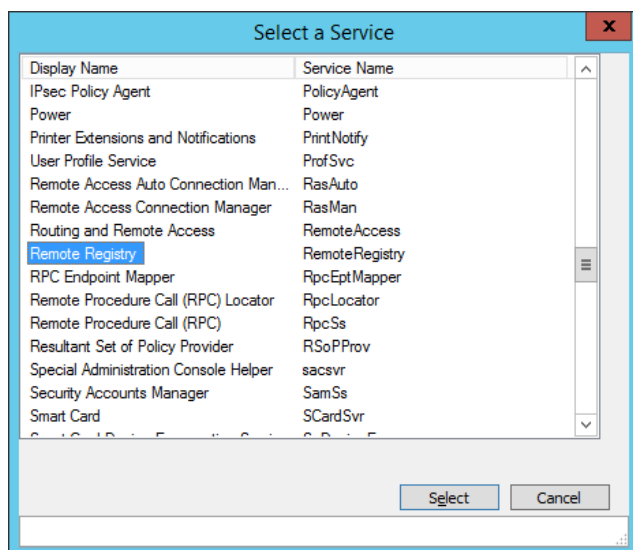 Select a Service
x
Display Name Service Name
IPsec Policy Agent PolicyAgent
Power Power
Printer Extensions and Notifications PrintNotify
User Profile Service ProfSvc
Remote Access Auto Connection Man... RasAuto
Remote Access Connection Manager RasMan
Routing and Remote Access RemoteAccess
Remote Registry RemoteRegistry
RPC Endpoint Mapper RpcEptMapper
Remote Procedure Call (RPC) Locator RpcLocator
Remote Procedure Call (RPC) RpcSs
Resultant Set of Policy Provider RSoPProv
Special Administration Console Helper sacsvr
Security Accounts Manager SamSs
Smart Card SCardSvr
Select Cancel